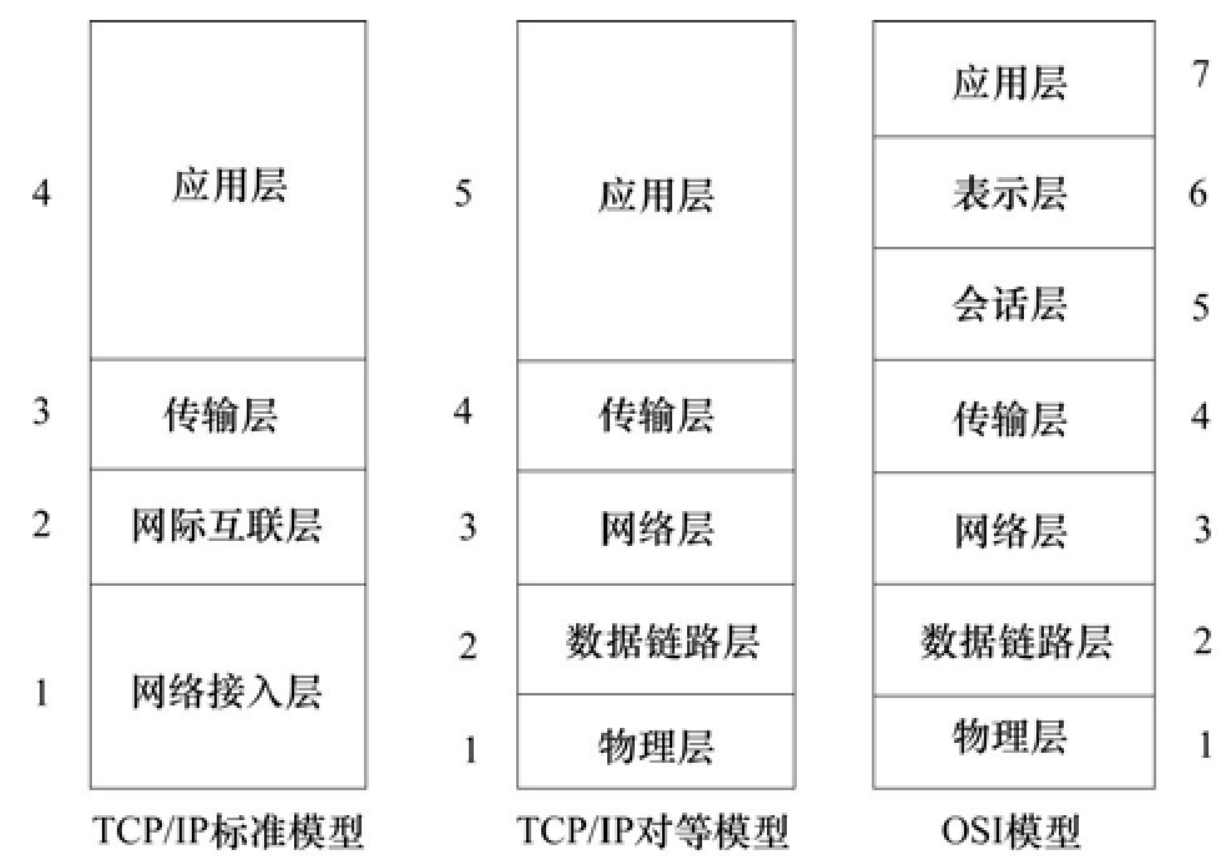 4
应用层
3
传输层
2
网际互联层
1
网络接入层
TCP/IP标准模型
5
应用层
4
传输层
3
网络层
2
数据链路层
1
物理层
TCP/IP对等模型
应用层
7
表示层
6
会话层
5
传输层
4
网络层
3
数据链路层
2
物理层
1
OSI模型